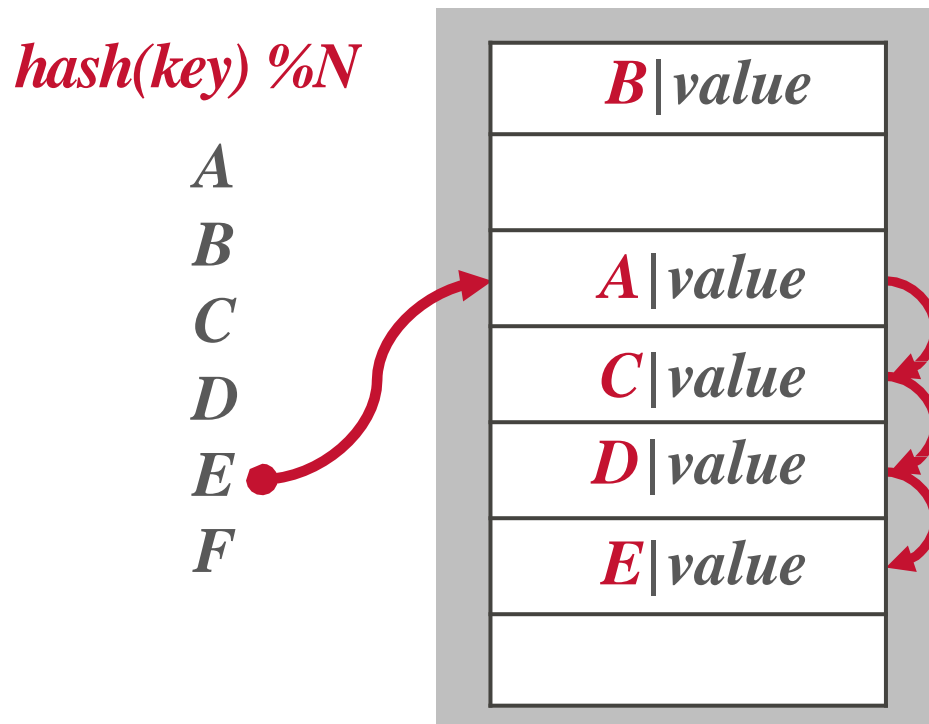 hash(key) %N
A
B
C
D
E
F
B|value
A|value
C|value
D|value
E|value